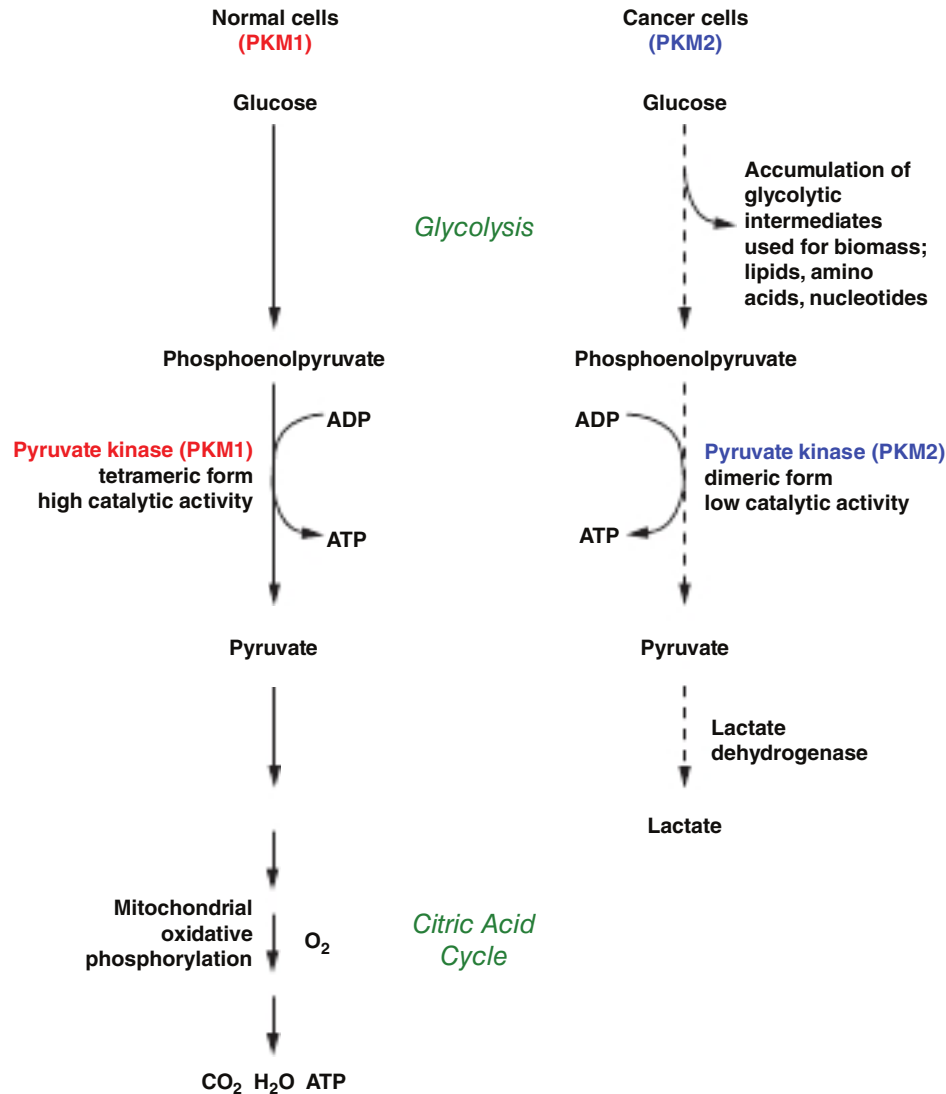 Normal cells
(PKM1)
Cancer cells
(PKM2)
Glucose
Glucose
Accumulation of
glycolytic
intermediates
used for biomass;
lipids, amino
acids, nucleotides
Glycolysis
Phosphoenolpyruvate
Phosphoenolpyruvate
ADP
ADP
Pyruvate kinase (PKM1)
tetrameric form
high catalytic activity
Pyruvate kinase (PKM2)
dimeric form
low catalytic activity
ATP
ATP
Pyruvate
Pyruvate
Lactate
dehydrogenase
Lactate
Mitochondrial
oxidative
phosphorylation
O₂
Citric Acid
Cycle
CO₂ H₂O ATP